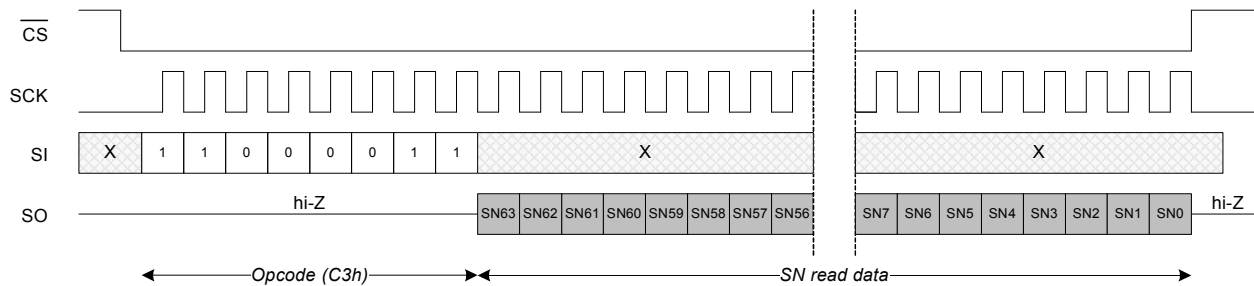 CS
SCK
SI X 1 1 0 0 0 0 1 1 X X
SO hi-Z SN63 SN62 SN61 SN60 SN59 SN58 SN57 SN56 SN7 SN6 SN5 SN4 SN3 SN2 SN1 SN0 hi-Z
Opcode (C3h) SN read data